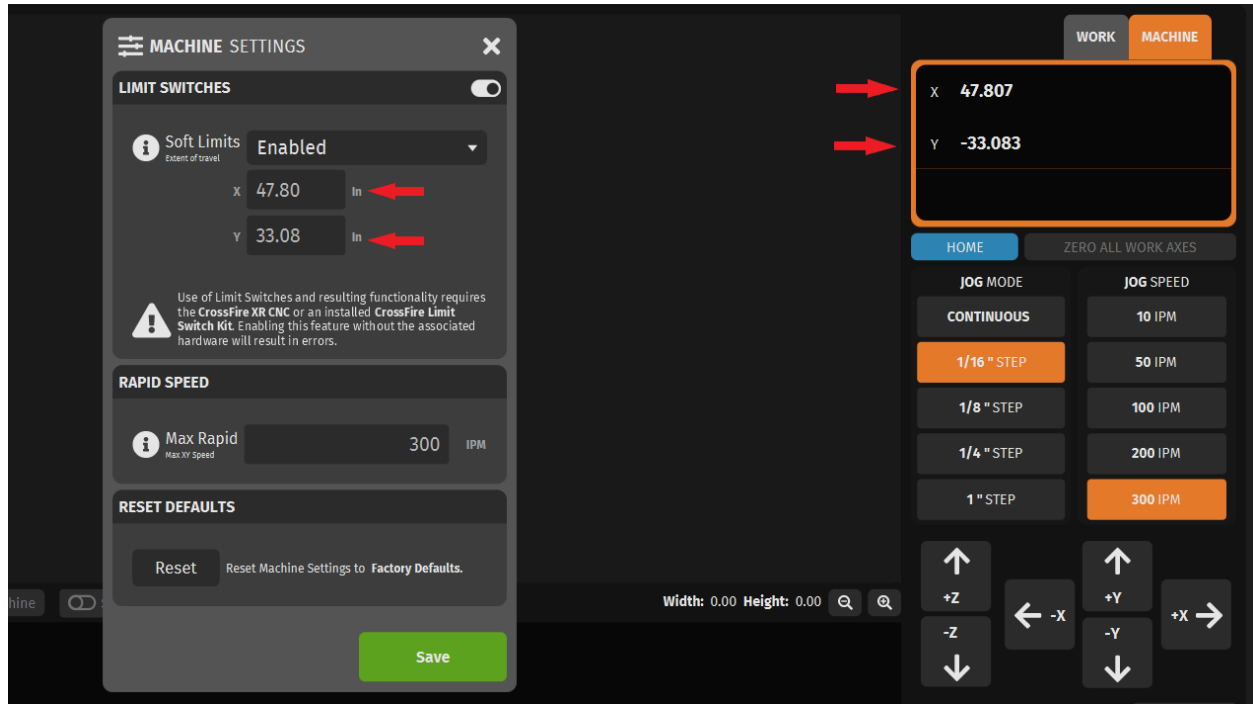 MACHINE SETTINGS
LIMIT SWITCHES
Soft Limits
Extent of travel
Enabled
X 47.80 In
Y 33.08 In
Use of Limit Switches and resulting functionality requires
the CrossFire XR CNC or an installed CrossFire Limit
Switch Kit. Enabling this feature without the associated
hardware will result in errors.
RAPID SPEED
Max Rapid
Max XY Speed
300 IPM
RESET DEFAULTS
Reset Reset Machine Settings to Factory Defaults.
Save
Width: 0.00 Height: 0.00
WORK MACHINE
X 47.807
Y -33.083
HOME ZERO ALL WORK AXES
JOG MODE JOG SPEED
CONTINUOUS 10 IPM
1/16 " STEP 50 IPM
1/8 " STEP 100 IPM
1/4 " STEP 200 IPM
1 " STEP 300 IPM
+Z +Y
-X +X
-Z -Y